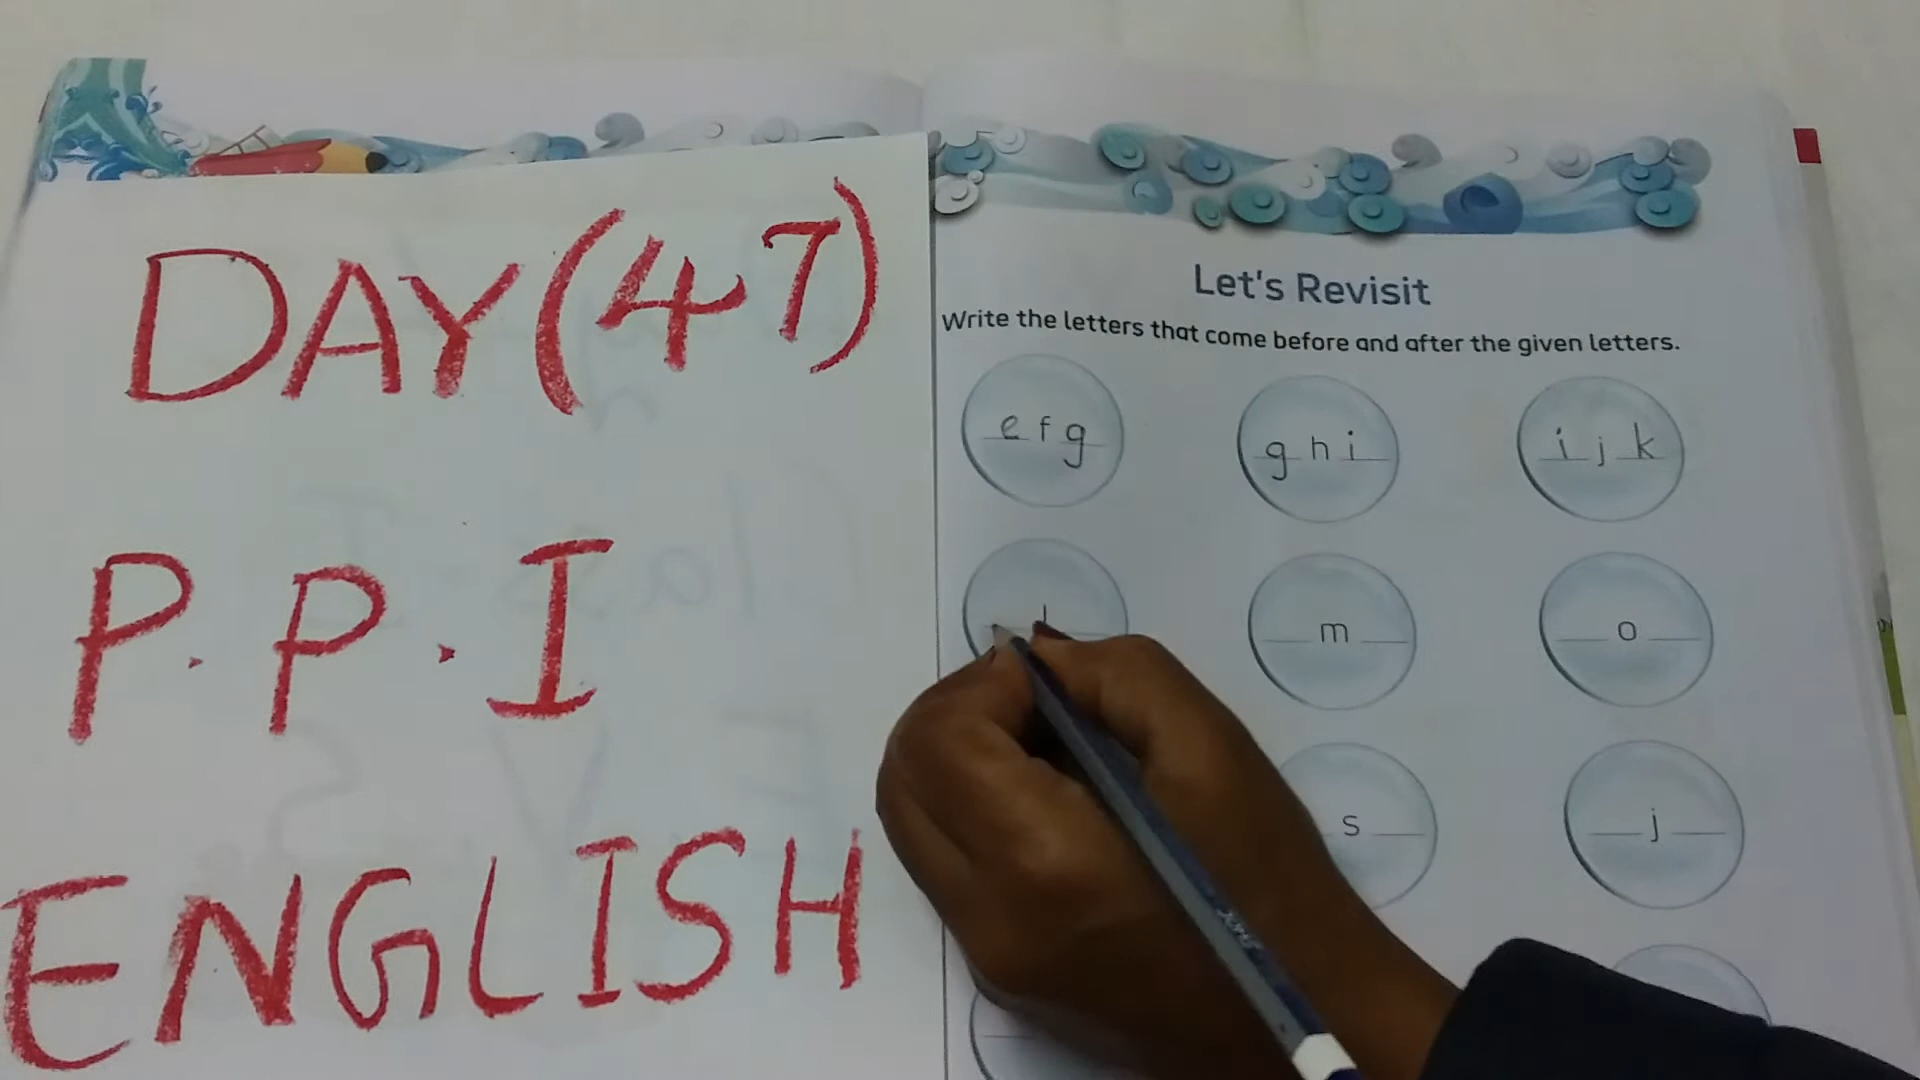 DAY (47)
P.P.I
ENGLISH
Let's Revisit
Write the letters that come before and after the given letters.
e f g
g h i
i j k
l
m
o
s
j